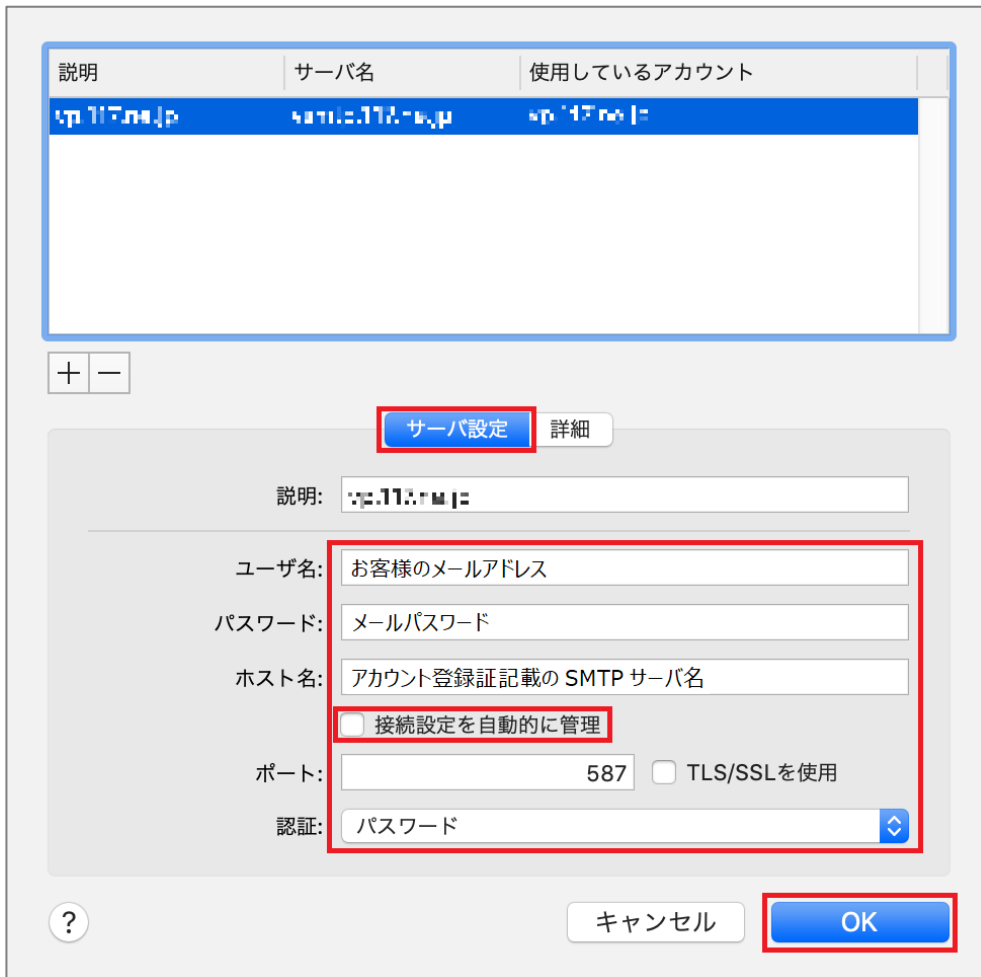 説明 サーバ名 使用しているアカウント
サーバ設定 詳細
説明:
ユーザ名: お客様のメールアドレス
パスワード: メールパスワード
ホスト名: アカウント登録証記載の SMTP サーバ名
接続設定を自動的に管理
ポート: 587 TLS/SSLを使用
認証: パスワード
? キャンセル OK